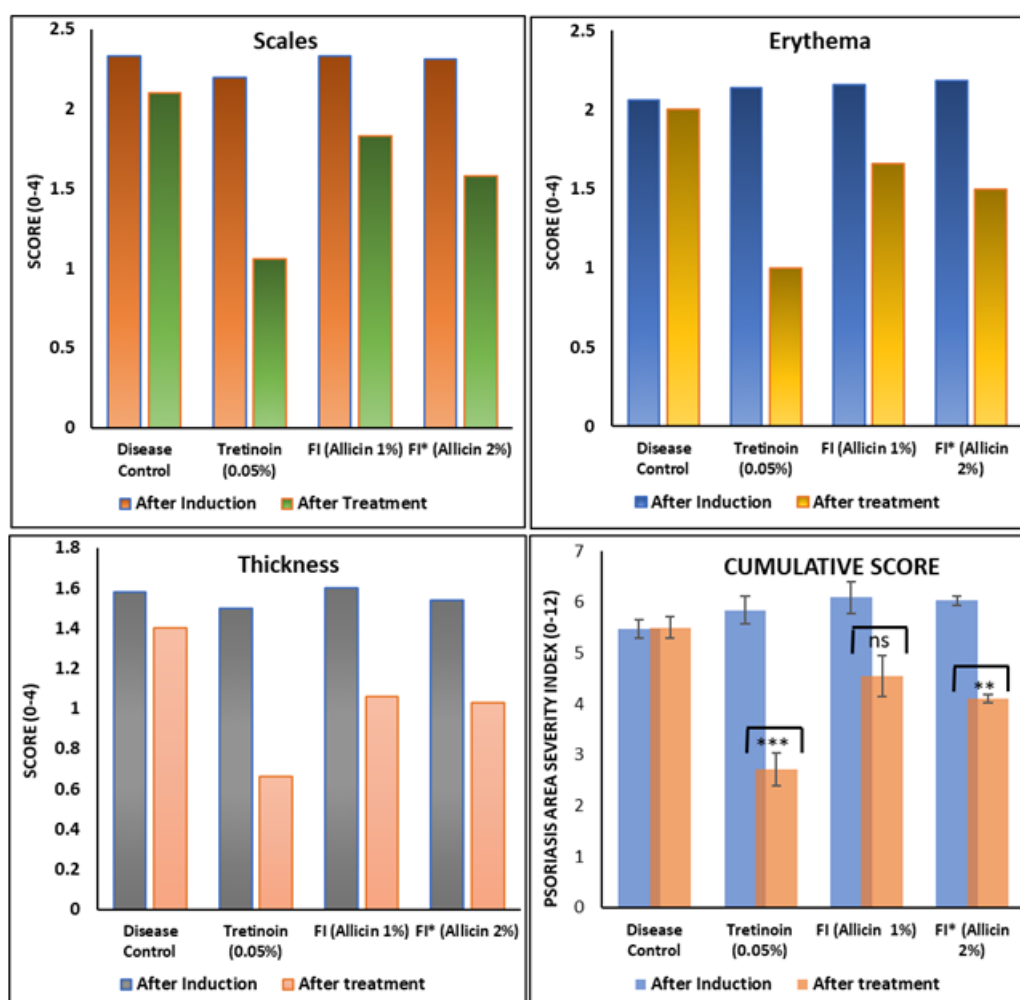 Scales
SCORE (0-4)
2.5
2
1.5
1
0.5
0
Disease
Control
Tretinoin
(0.05%)
FI (Allicin 1%)
FI* (Allicin 2%)
After Induction
After Treatment
Erythema
SCORE (0-4)
2.5
2
1.5
1
0.5
0
Disease
Control
Tretinoin
(0.05%)
FI (Allicin 1%)
FI* (Allicin
2%)
After Induction
After treatment
Thickness
SCORE (0-4)
1.8
1.6
1.4
1.2
1
0.8
0.6
0.4
0.2
0
Disease
Control
Tretinoin
(0.05%)
FI (Allicin 1%)
FI* (Allicin 2%)
After Induction
After treatment
CUMULATIVE SCORE
PSORIASIS AREA SEVERITY INDEX (0-12)
7
6
5
4
3
2
1
0
***
ns
**
Disease
Control
Tretinoin
(0.05%)
FI (Allicin 1%)
FI* (Allicin
2%)
After Induction
After treatment